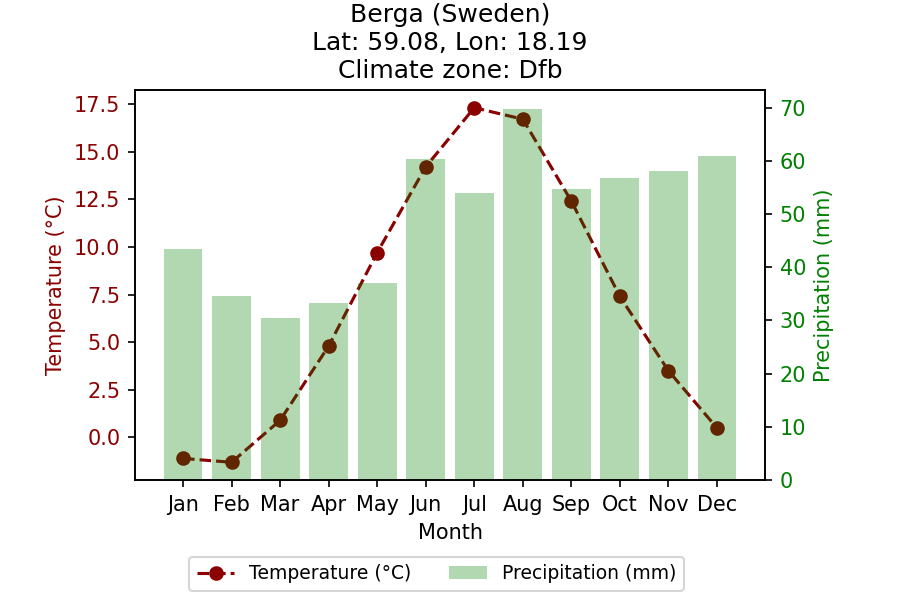 Berga (Sweden)
Lat: 59.08, Lon: 18.19
Climate zone: Dfb
Temperature (°C)
17.5
15.0
12.5
10.0
7.5
5.0
2.5
0.0
70
60
50
40
30
20
10
0
Precipitation (mm)
Jan Feb Mar Apr May Jun Jul Aug Sep Oct Nov Dec
Month
Temperature (°C) Precipitation (mm)